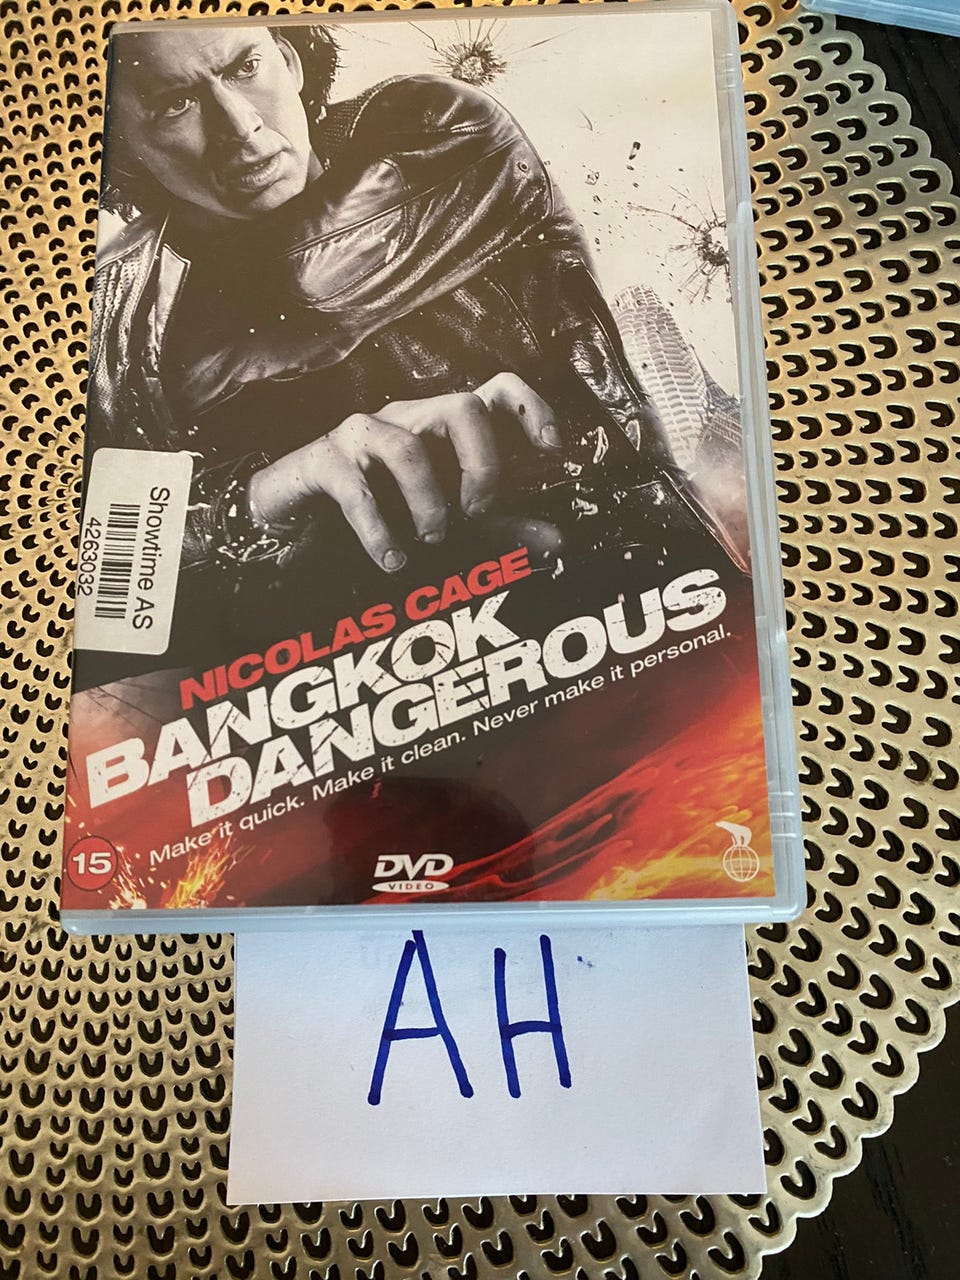 Showtime AS
4263032
NICOLAS CAGE
BANGKOK
DANGEROUS
Make it quick. Make it clean. Never make it personal.
15
DVD
VIDEO
AH